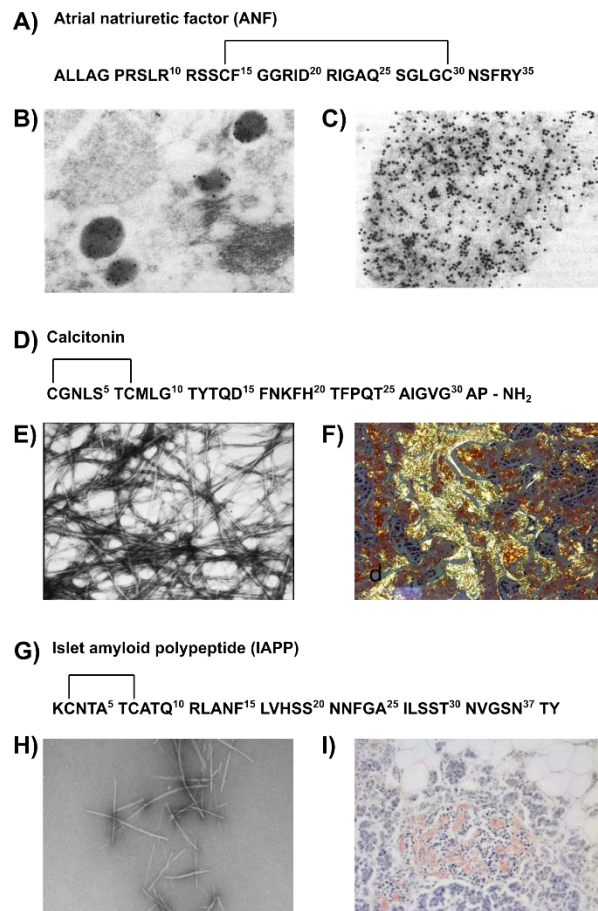 A) Atrial natriuretic factor (ANF)
ALLAG PRSLR¹⁰ RSSCF¹⁵ GGRID²⁰ RIGAQ²⁵ SGLGC³⁰ NSFRY³⁵
B) C)
D) Calcitonin
CGNLS⁵ TCMLG¹⁰ TYTQD¹⁵ FNKFH²⁰ TFPQT²⁵ AIGVG³⁰ AP - NH₂
E) F)
d
G) Islet amyloid polypeptide (IAPP)
KCNTA⁵ TCATQ¹⁰ RLANF¹⁵ LVHSS²⁰ NNFGA²⁵ ILSST³⁰ NVGSN³⁷ TY
H) I)